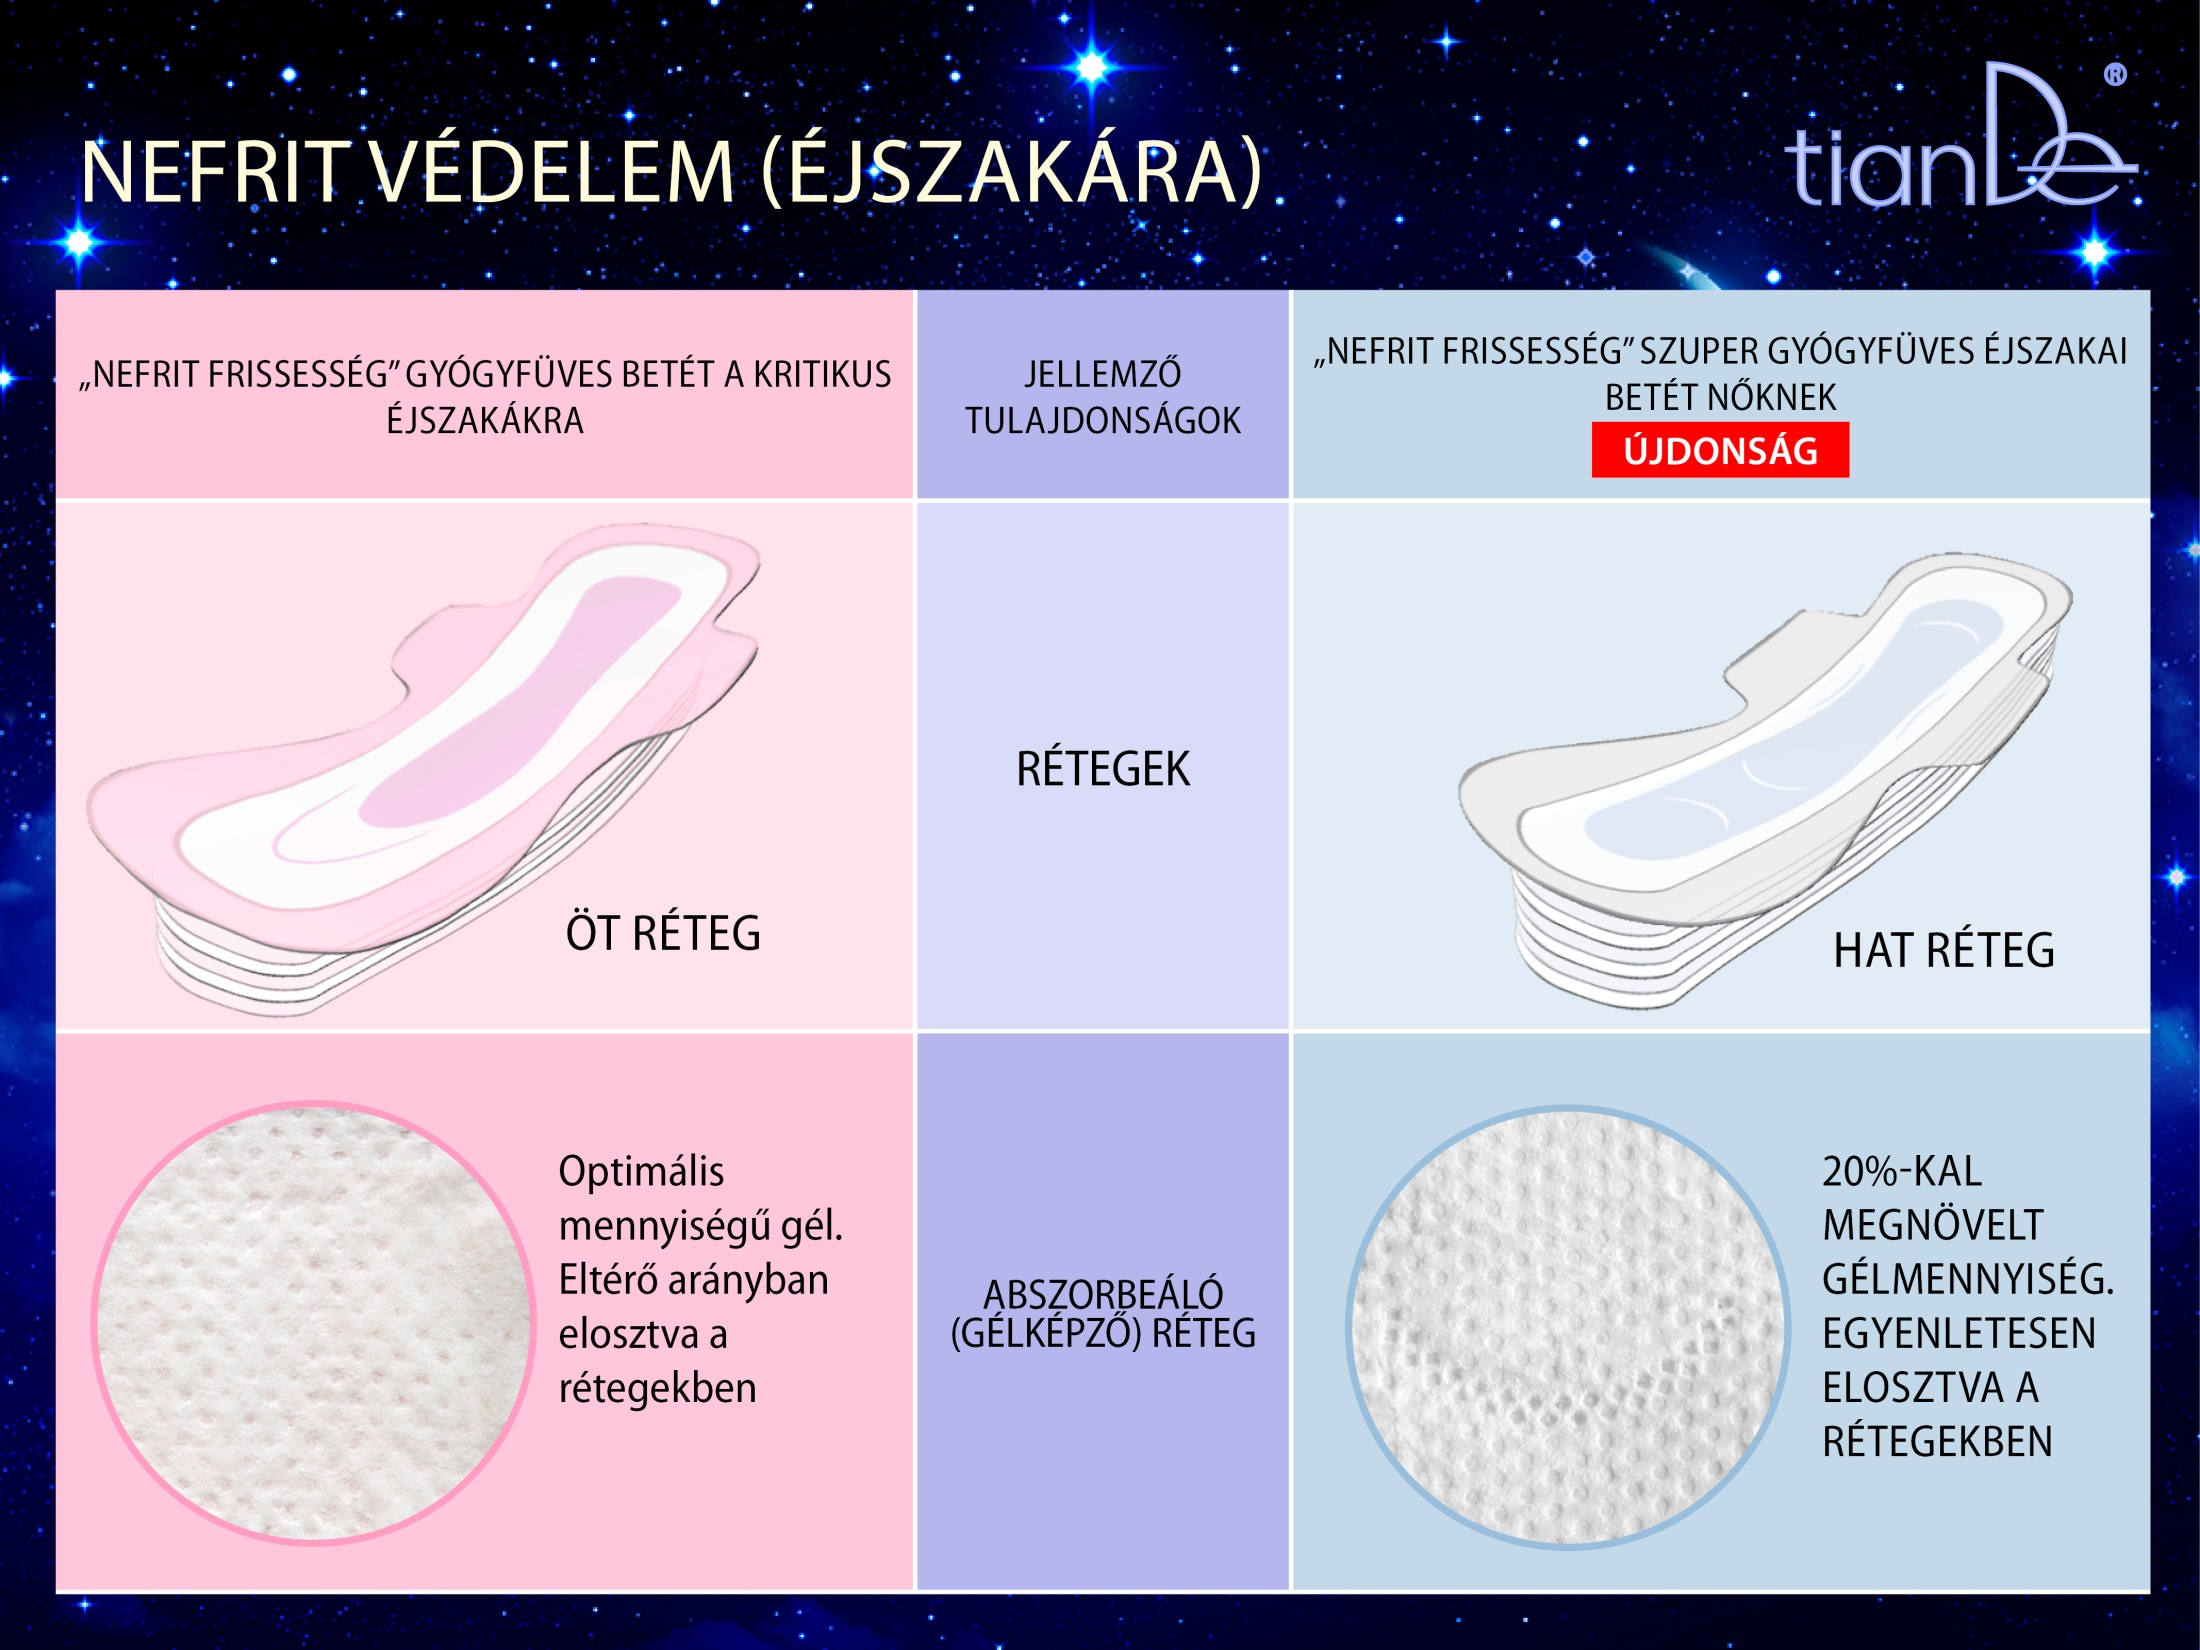 NEFRIT VÉDELEM (ÉJSZAKÁRA)
tianDe®
„NEFRIT FRISSESSÉG” GYÓGYFÜVES BETÉT A KRITIKUS
ÉJSZAKÁKRA
JELLEMZŐ
TULAJDONSÁGOK
„NEFRIT FRISSESSÉG” SZUPER GYÓGYFÜVES ÉJSZAKAI
BETÉT NŐKNEK
ÚJDONSÁG
ÖT RÉTEG
RÉTEGEK
HAT RÉTEG
Optimális
mennyiségű gél.
Eltérő arányban
elosztva a
rétegekben
ABSZORBEÁLÓ
(GÉLKÉPZŐ) RÉTEG
20%-KAL
MEGNÖVELT
GÉLMENNYISÉG.
EGYENLETESEN
ELOSZTVA A
RÉTEGEKBEN